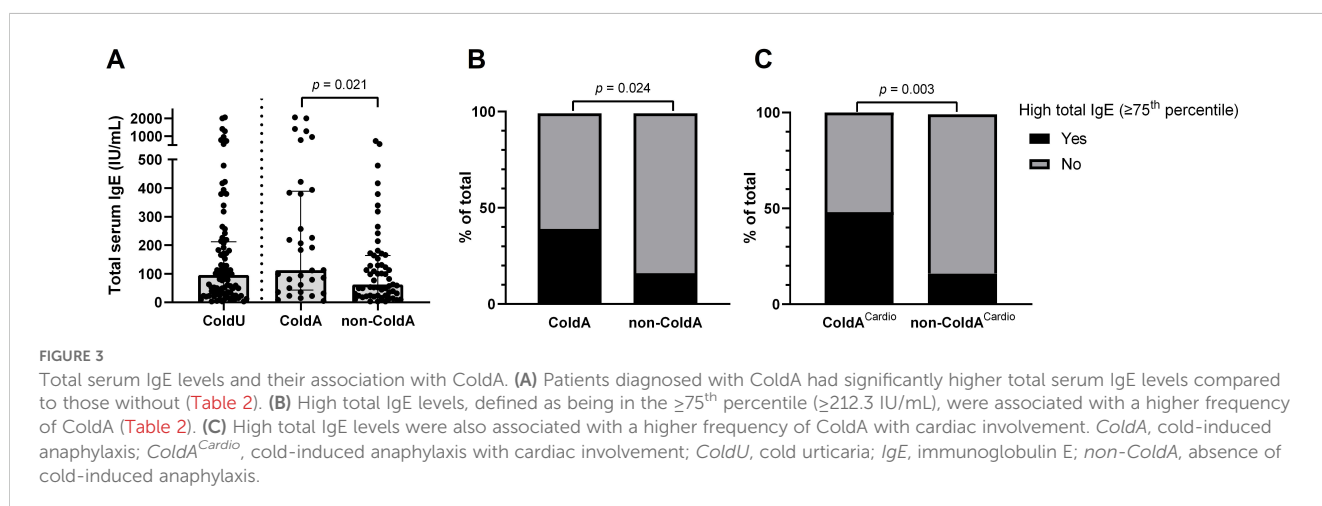 A
B
C
p = 0.021
p = 0.024
p = 0.003
Total serum IgE (IU/mL)
2000
1000
500
400
300
200
100
0
ColdU
ColdA
non-ColdA
% of total
100
50
0
ColdA
non-ColdA
% of total
100
50
0
ColdA^Cardio
non-ColdA^Cardio
High total IgE (≥75th percentile)
Yes
No
FIGURE 3
Total serum IgE levels and their association with ColdA. (A) Patients diagnosed with ColdA had significantly higher total serum IgE levels compared
to those without (Table 2). (B) High total IgE levels, defined as being in the ≥75th percentile (≥212.3 IU/mL), were associated with a higher frequency
of ColdA (Table 2). (C) High total IgE levels were also associated with a higher frequency of ColdA with cardiac involvement. ColdA, cold-induced
anaphylaxis; ColdA^Cardio, cold-induced anaphylaxis with cardiac involvement; ColdU, cold urticaria; IgE, immunoglobulin E; non-ColdA, absence of
cold-induced anaphylaxis.